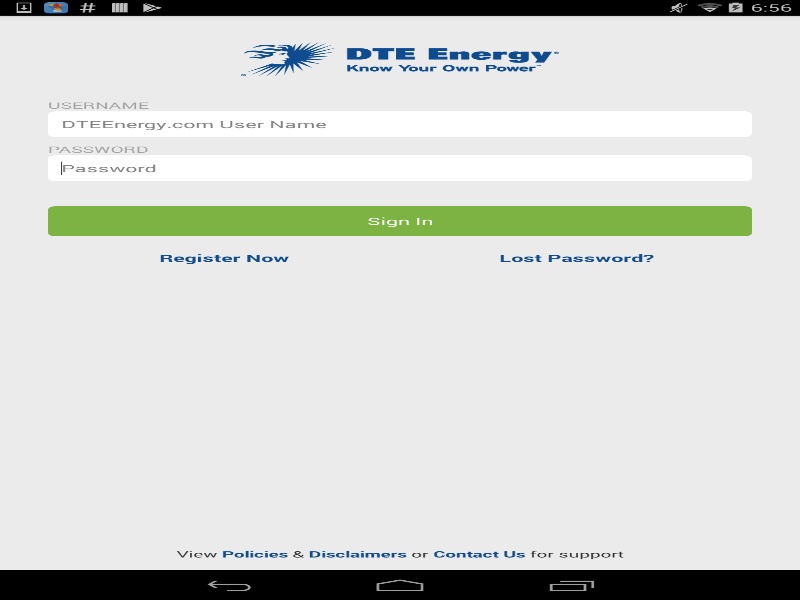 6:56
DTE Energy
Know Your Own Power
USERNAME
DTEEnergy.com User Name
PASSWORD
Password
Sign In
Register Now
Lost Password?
View Policies & Disclaimers or Contact Us for support